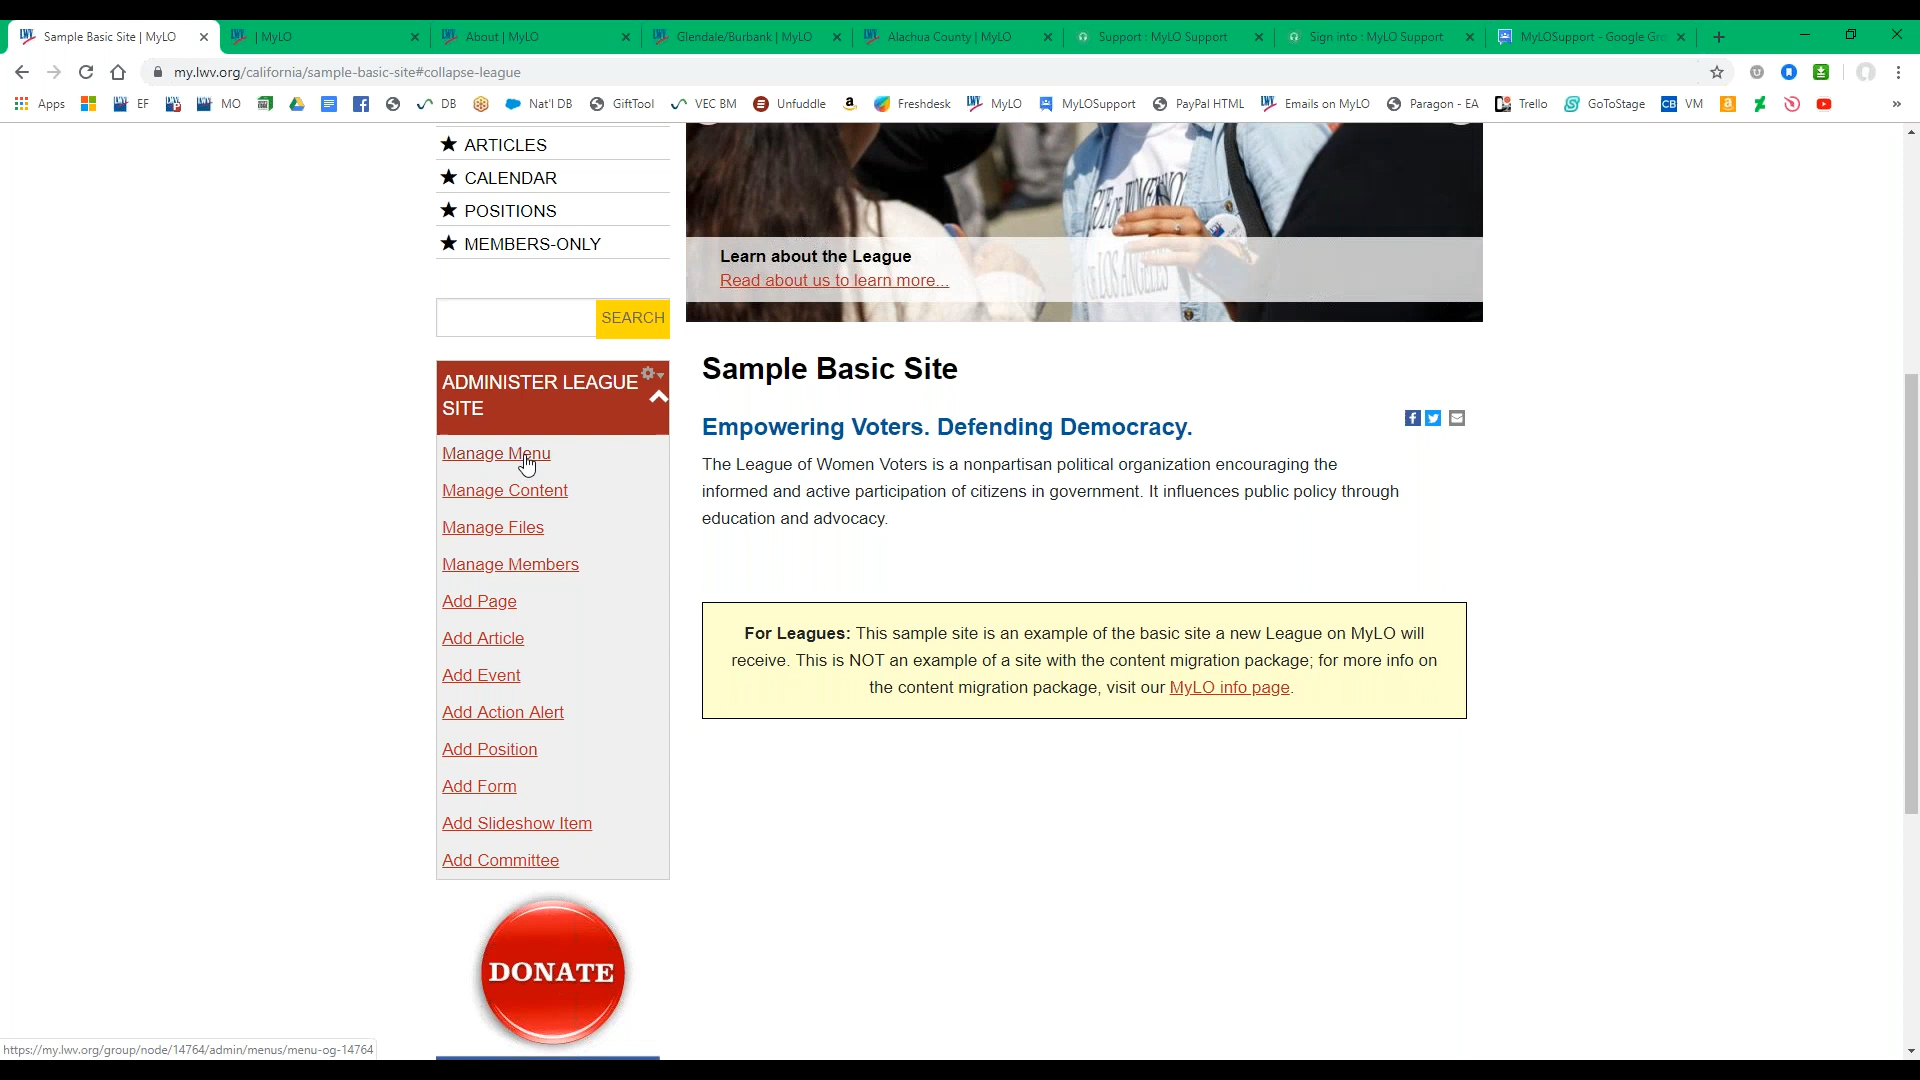 Sample Basic Site | MyLO
| MyLO
About | MyLO
Glendale/Burbank | MyLO
Alachua County | MyLO
Support : MyLO Support
Sign into : MyLO Support
MyLOSupport - Google Gro
my.lwv.org/california/sample-basic-site#collapse-league
Apps
EF
MO
DB
Nat'l DB
GiftTool
VEC BM
Unfuddle
Freshdesk
MyLO
MyLOSupport
PayPal HTML
Emails on MyLO
Paragon - EA
Trello
GoToStage
CB VM
ARTICLES
CALENDAR
POSITIONS
MEMBERS-ONLY
SEARCH
ADMINISTER LEAGUE
SITE
Manage Menu
Manage Content
Manage Files
Manage Members
Add Page
Add Article
Add Event
Add Action Alert
Add Position
Add Form
Add Slideshow Item
Add Committee
DONATE
Learn about the League
Read about us to learn more...
Sample Basic Site
Empowering Voters. Defending Democracy.
The League of Women Voters is a nonpartisan political organization encouraging the
informed and active participation of citizens in government. It influences public policy through
education and advocacy.
For Leagues: This sample site is an example of the basic site a new League on MyLO will
receive. This is NOT an example of a site with the content migration package; for more info on
the content migration package, visit our MyLO info page.
https://my.lwv.org/group/node/14764/admin/menus/menu-og-14764